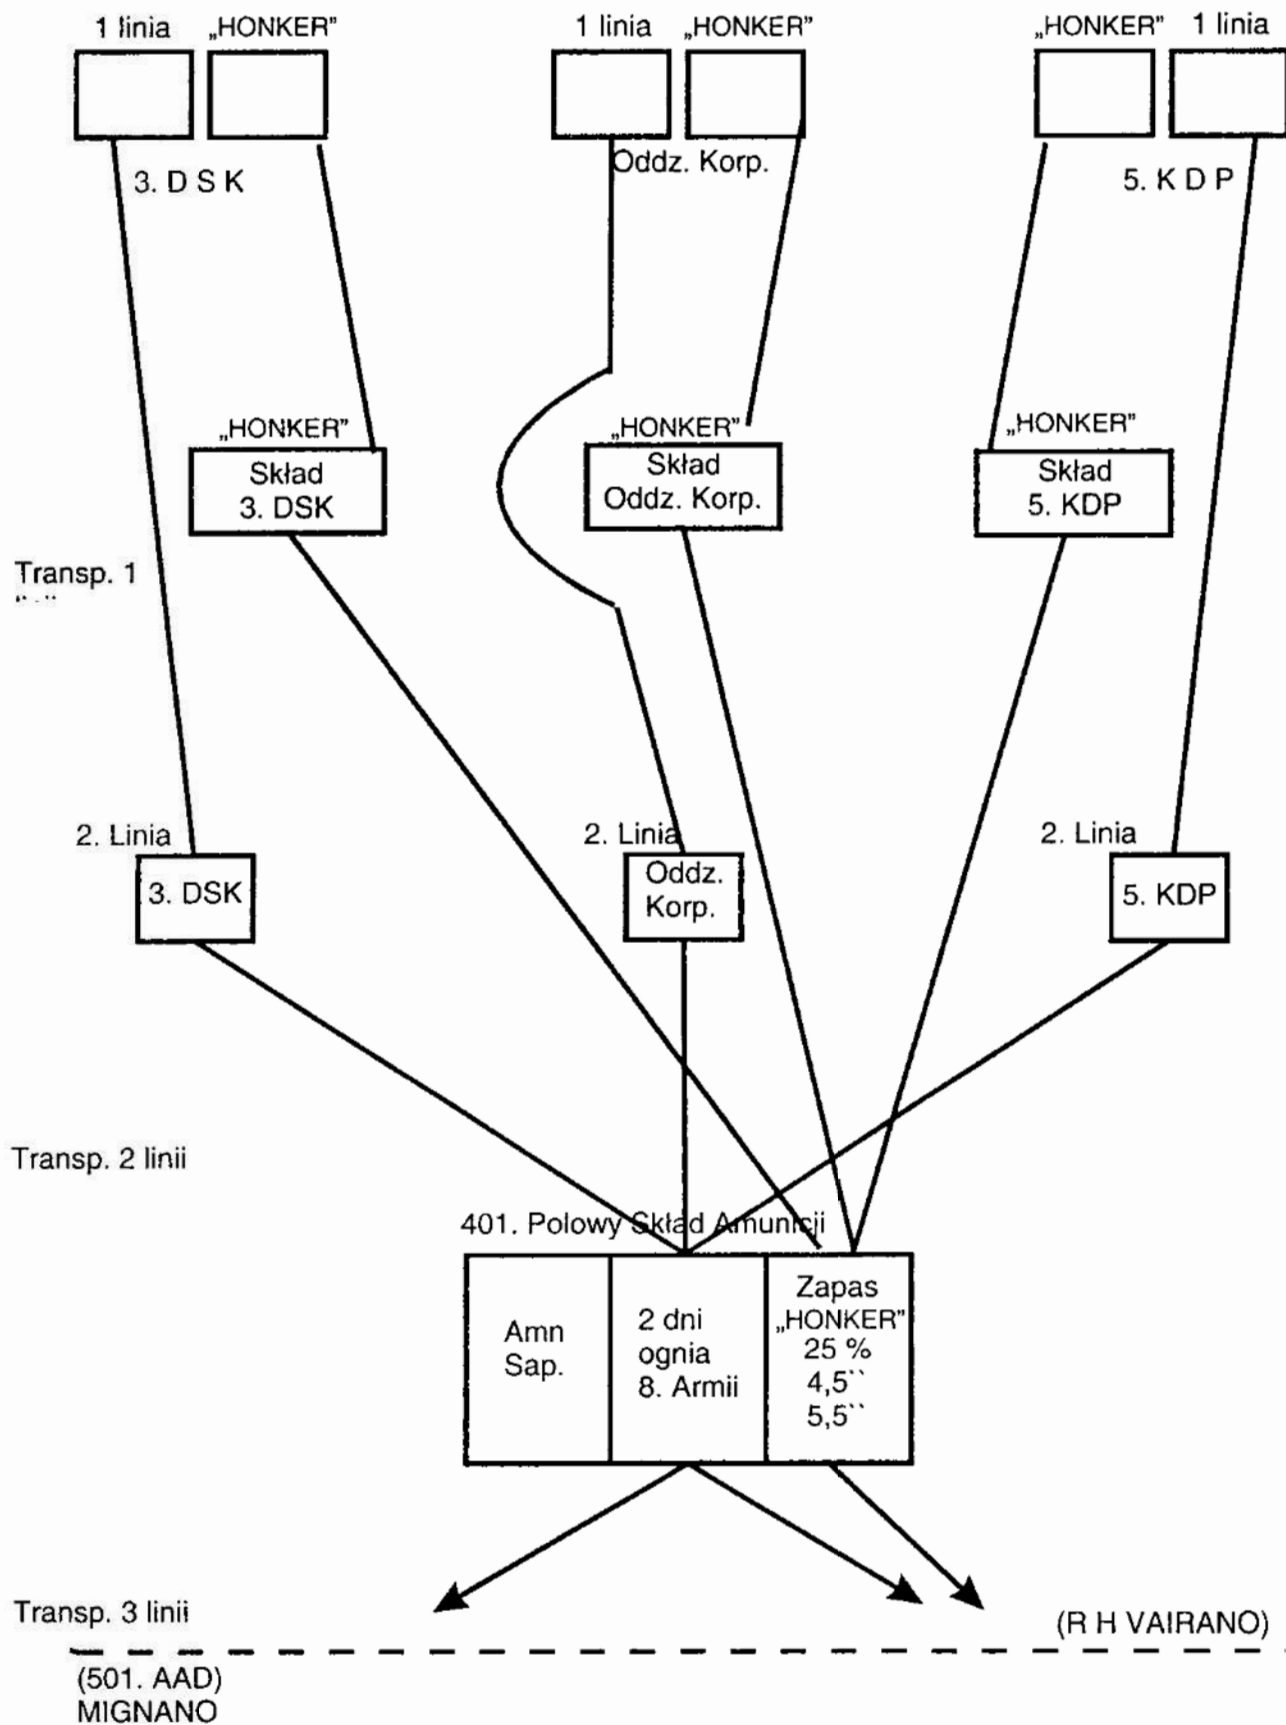 1 linia „HONKER”
1 linia „HONKER”
„HONKER” 1 linia
3. D S K
Oddz. Korp.
5. K D P
„HONKER”
Skład
3. DSK
„HONKER”
Skład
Oddz. Korp.
„HONKER”
Skład
5. KDP
Transp. 1
2. Linia
3. DSK
2. Linia
Oddz.
Korp.
2. Linia
5. KDP
Transp. 2 linii
401. Polowy Skład Amunicji
Amn
Sap.
2 dni
ognia
8. Armii
Zapas
„HONKER”
25 %
4,5``
5,5``
Transp. 3 linii
(R H VAIRANO)
(501. AAD)
MIGNANO